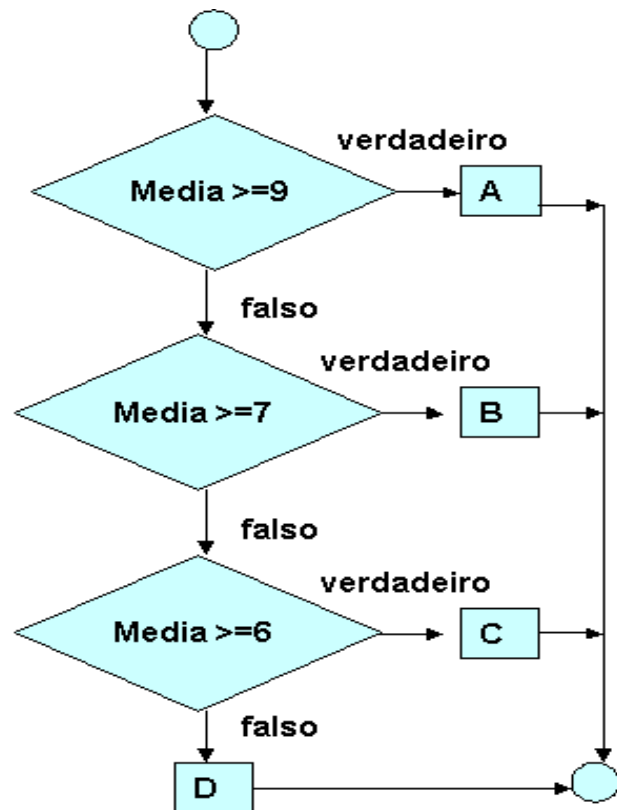 verdadeiro
Media >=9
A
falso
verdadeiro
Media >=7
B
falso
verdadeiro
Media >=6
C
falso
D